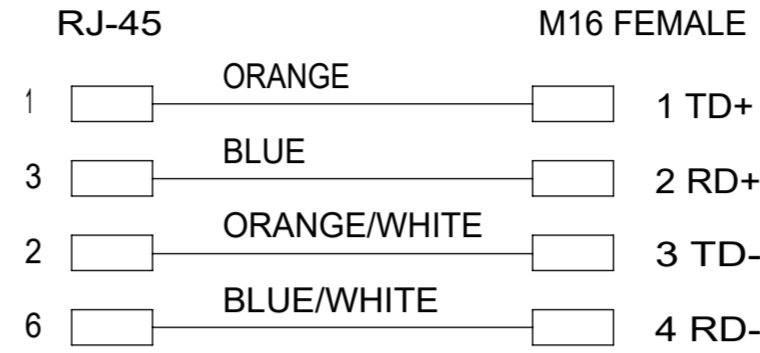 RJ-45 M16 FEMALE
1 ORANGE 1 TD+
3 BLUE 2 RD+
2 ORANGE/WHITE 3 TD-
6 BLUE/WHITE 4 RD-